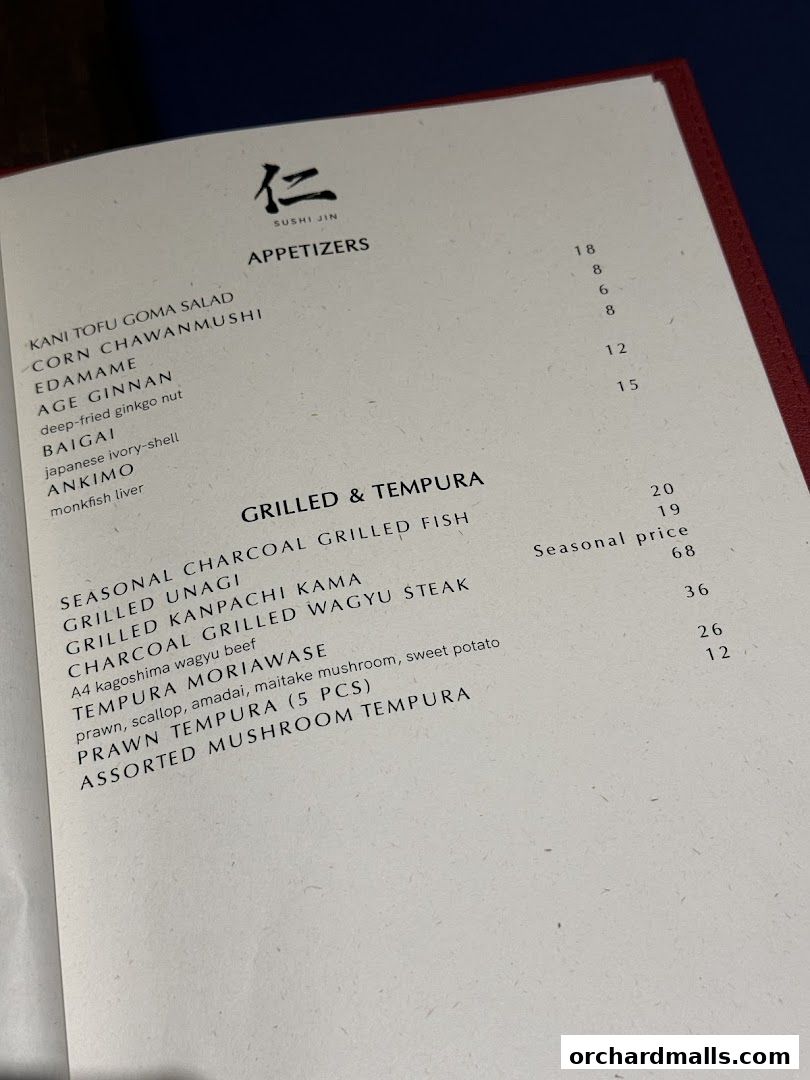 仁
SUSHI JIN
APPETIZERS
KANI TOFU GOMA SALAD 18
CORN CHAWANMUSHI 8
EDAMAME 6
AGE GINNAN 8
deep-fried ginkgo nut
BAIGAI 12
japanese ivory-shell
ANKIMO 15
monkfish liver
GRILLED & TEMPURA
SEASONAL CHARCOAL GRILLED FISH 20
GRILLED UNAGI 19
GRILLED KANPACHI KAMA Seasonal price
CHARCOAL GRILLED WAGYU STEAK 68
A4 kagoshima wagyu beef
TEMPURA MORIAWASE 36
prawn, scallop, amadai, maitake mushroom, sweet potato
PRAWN TEMPURA (5 PCS) 26
ASSORTED MUSHROOM TEMPURA 12
orchardmalls.com